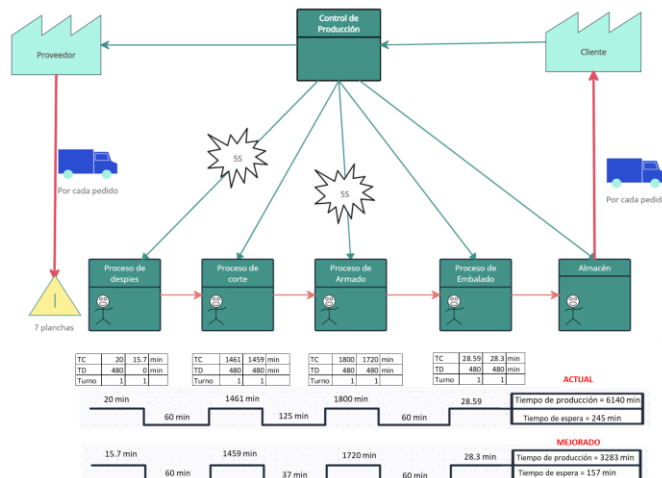 Proveedor
Control de
Producción
Cliente
5S
5S
Por cada pedido
Por cada pedido
Proceso de
despies
Proceso de
corte
Proceso de
Armado
Proceso de
Embalado
Almacén
I
7 planchas
TC 20 15.7 min
TD 480 0 min
Turno 1 1
TC 1461 1459 min
TD 480 480 min
Turno 1 1
TC 1800 1720 min
TD 480 480 min
Turno 1 1
TC 28.59 28.3 min
TD 480 480 min
Turno 1 1
ACTUAL
20 min
60 min
1461 min
125 min
1800 min
60 min
28.59
Tiempo de producción = 6140 min
Tiempo de espera = 245 min
MEJORADO
15.7 min
60 min
1459 min
37 min
1720 min
60 min
28.3 min
Tiempo de producción = 3283 min
Tiempo de espera = 157 min